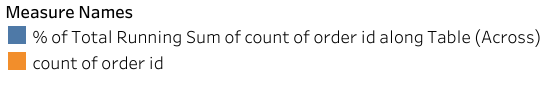 Measure Names
% of Total Running Sum of count of order id along Table (Across)
count of order id